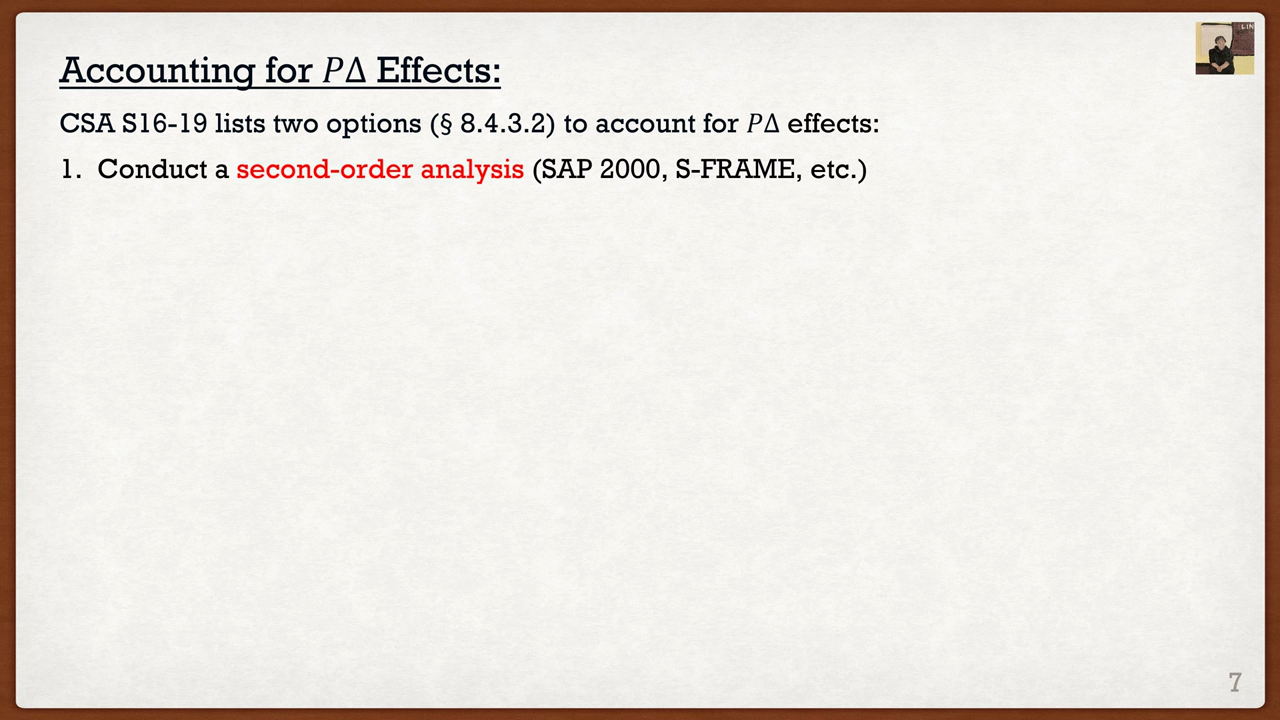 Accounting for 𝑃Δ Effects:
CSA S16-19 lists two options (§ 8.4.3.2) to account for 𝑃Δ effects:
1. Conduct a second-order analysis (SAP 2000, S-FRAME, etc.)
LIN
7